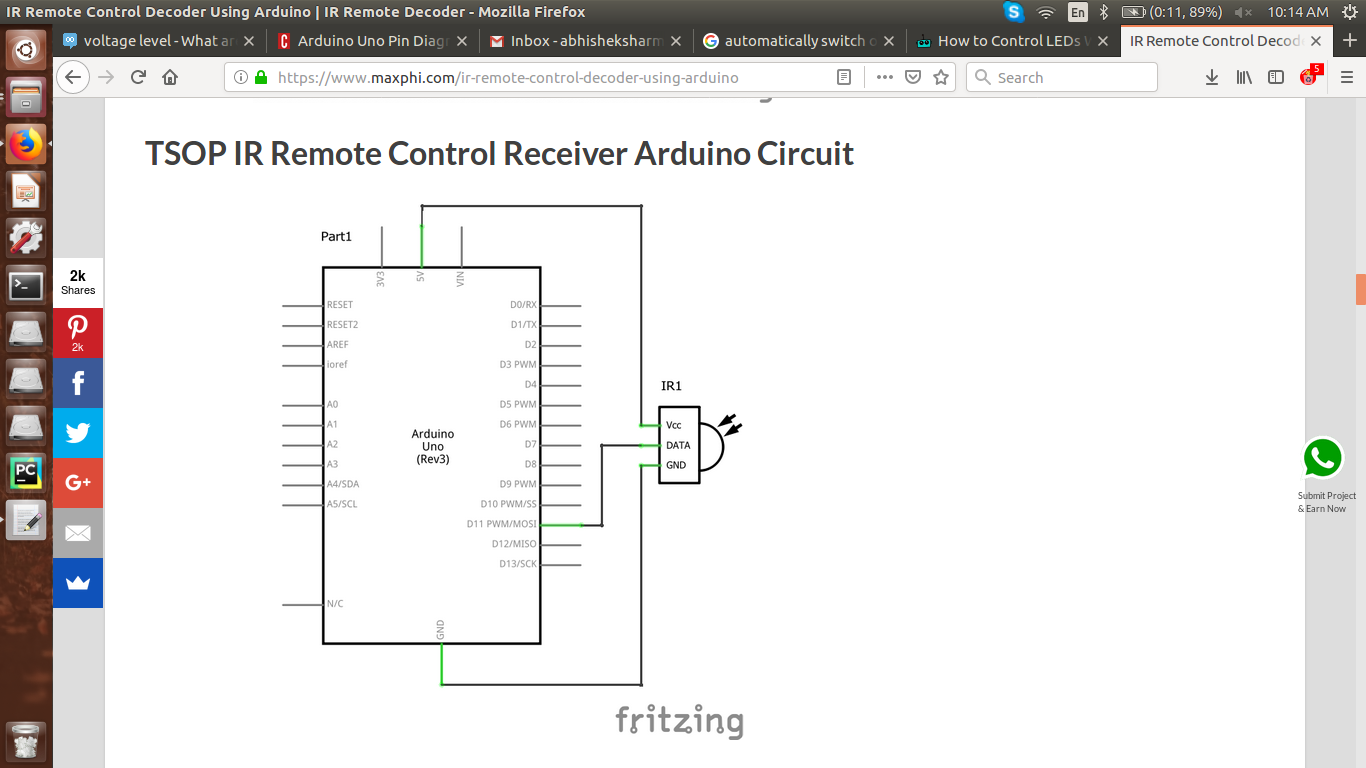 IR Remote Control Decoder Using Arduino | IR Remote Decoder - Mozilla Firefox
En
(0:11, 89%)
10:14 AM
voltage level - What ar
Arduino Uno Pin Diagr
Inbox - abhisheksharm
automatically switch o
How to Control LEDs W
IR Remote Control Decode
https://www.maxphi.com/ir-remote-control-decoder-using-arduino
Search
5
TSOP IR Remote Control Receiver Arduino Circuit
Part1
3V3
5V
VIN
RESET
RESET2
AREF
ioref
A0
A1
A2
A3
A4/SDA
A5/SCL
N/C
Arduino
Uno
(Rev3)
D0/RX
D1/TX
D2
D3 PWM
D4
D5 PWM
D6 PWM
D7
D8
D9 PWM
D10 PWM/SS
D11 PWM/MOSI
D12/MISO
D13/SCK
GND
IR1
Vcc
DATA
GND
fritzing
2k
Shares
2k
f
G+
PC
Submit Project
& Earn Now